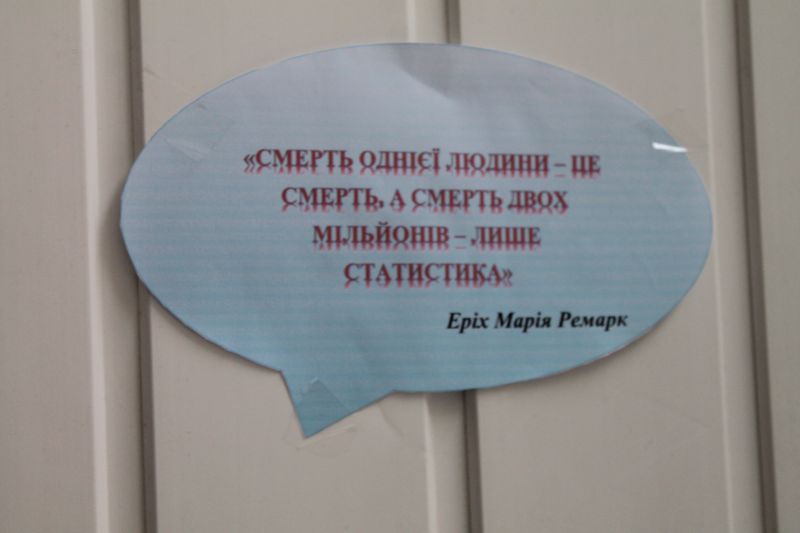 «СМЕРТЬ ОДНІЄЇ ЛЮДИНИ – ЦЕ
СМЕРТЬ, А СМЕРТЬ ДВОХ
МІЛЬЙОНІВ – ЛИШЕ
СТАТИСТИКА»
Еріх Марія Ремарк